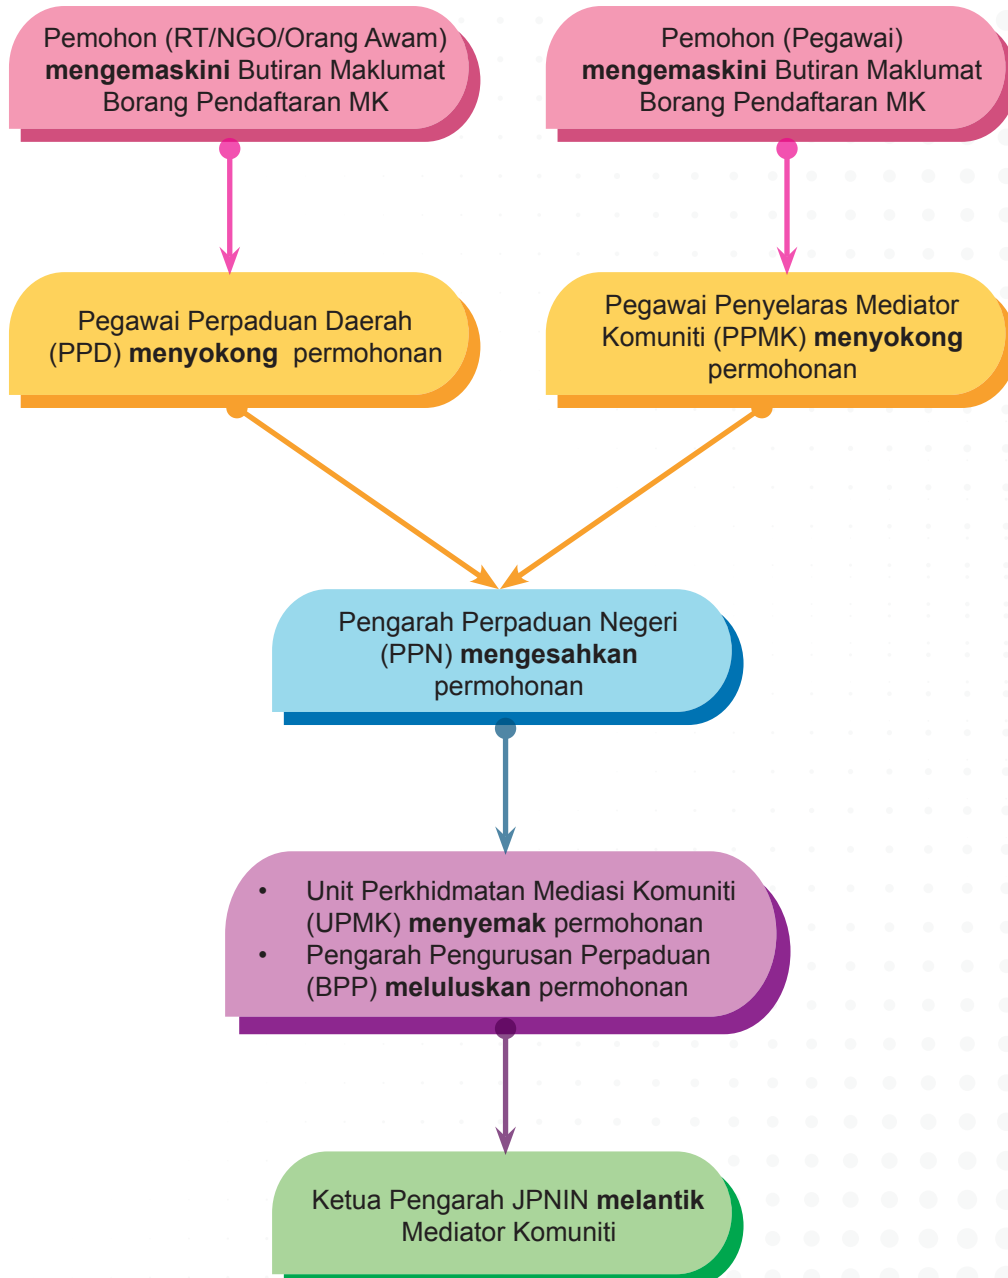 Pemohon (RT/NGO/Orang Awam)
mengemaskini Butiran Maklumat
Borang Pendaftaran MK
Pemohon (Pegawai)
mengemaskini Butiran Maklumat
Borang Pendaftaran MK
Pegawai Perpaduan Daerah
(PPD) menyokong permohonan
Pegawai Penyelaras Mediator
Komuniti (PPMK) menyokong
permohonan
Pengarah Perpaduan Negeri
(PPN) mengesahkan
permohonan
• Unit Perkhidmatan Mediasi Komuniti
(UPMK) menyemak permohonan
• Pengarah Pengurusan Perpaduan
(BPP) meluluskan permohonan
Ketua Pengarah JPNIN melantik
Mediator Komuniti